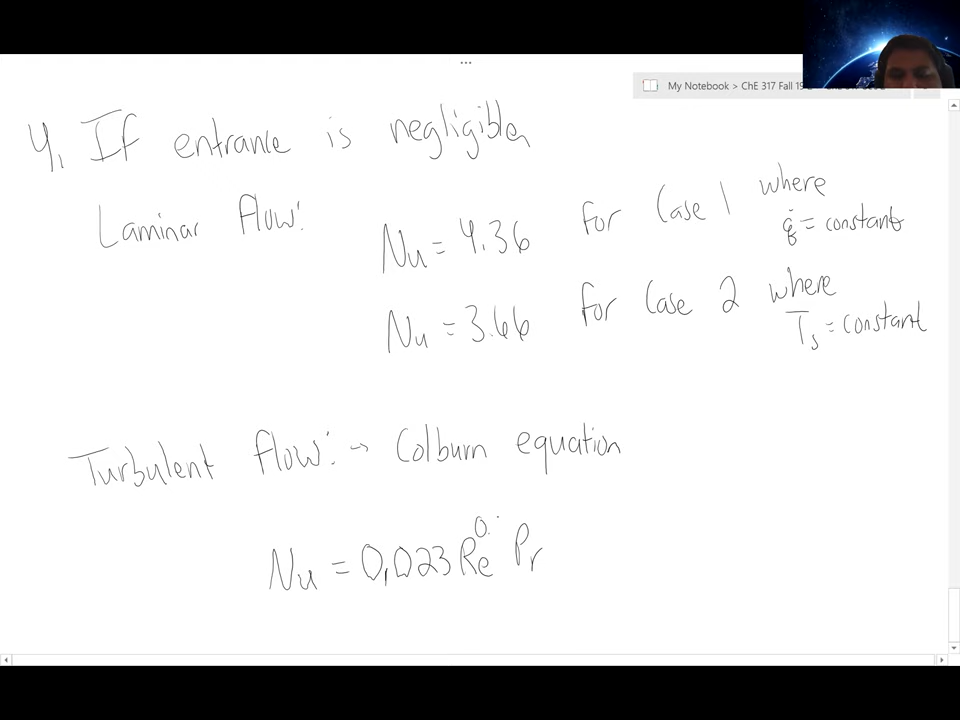 ...
My Notebook > ChE 317 Fall 19
4. If entrance is negligible
Laminar flow:
Nu = 4.36 for Case 1 where
q̇ = constant
Nu = 3.66 for Case 2 where
Ts = constant
Turbulent flow: → Colburn equation
Nu = 0.023 Re^0. Pr